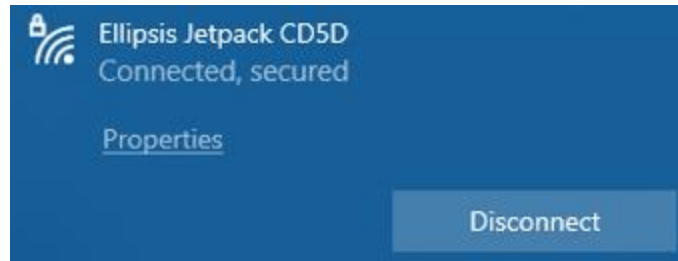 Ellipsis Jetpack CD5D
Connected, secured
Properties
Disconnect